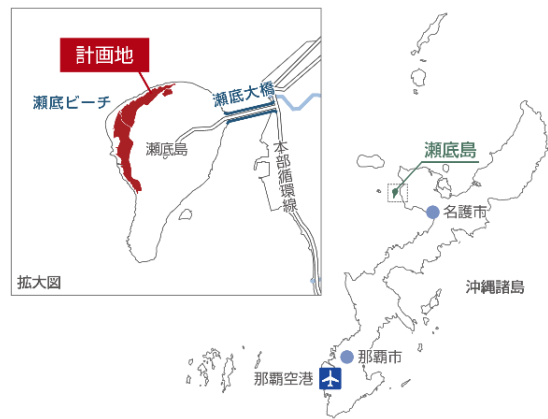 計画地
瀬底ビーチ
瀬底大橋
瀬底島
本部循環線
拡大図
瀬底島
名護市
沖縄諸島
那覇市
那覇空港